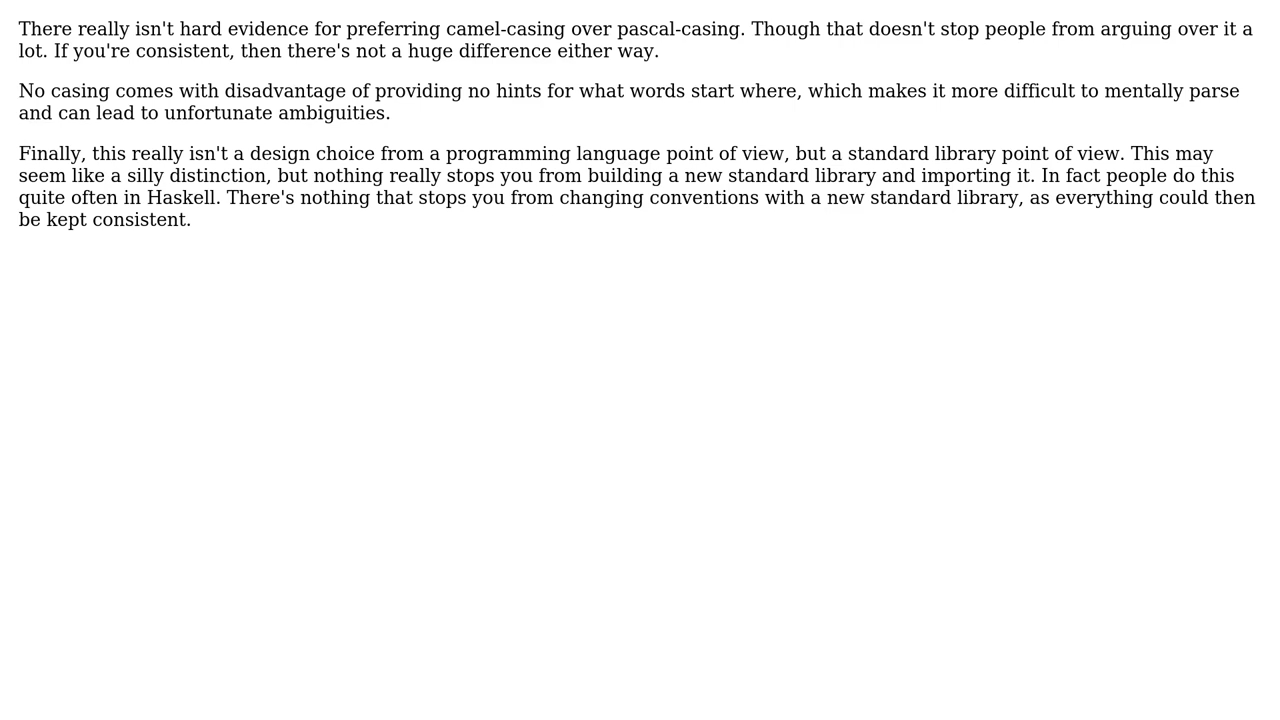 There really isn't hard evidence for preferring camel-casing over pascal-casing. Though that doesn't stop people from arguing over it a
lot. If you're consistent, then there's not a huge difference either way.
No casing comes with disadvantage of providing no hints for what words start where, which makes it more difficult to mentally parse
and can lead to unfortunate ambiguities.
Finally, this really isn't a design choice from a programming language point of view, but a standard library point of view. This may
seem like a silly distinction, but nothing really stops you from building a new standard library and importing it. In fact people do this
quite often in Haskell. There's nothing that stops you from changing conventions with a new standard library, as everything could then
be kept consistent.